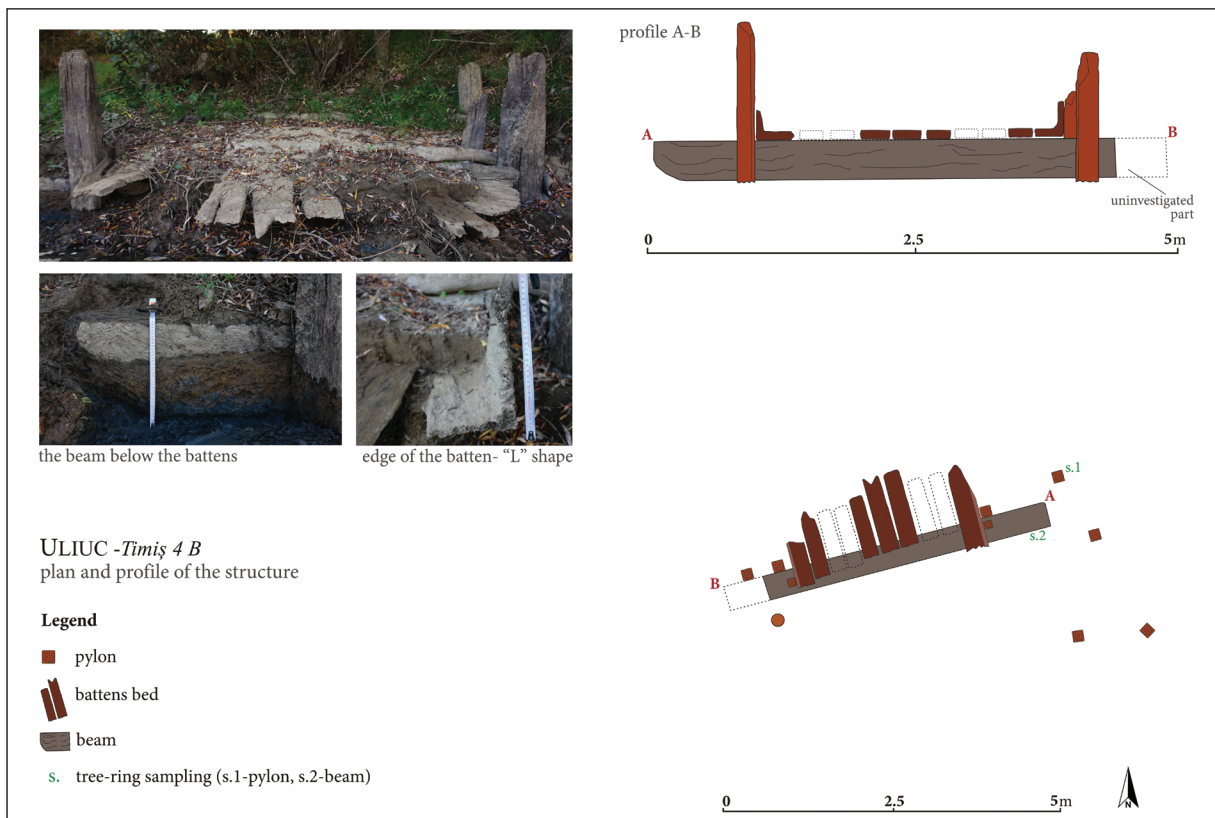 profile A-B
A
B
uninvestigated
part
0
2.5
5m
the beam below the battens
edge of the batten- “L” shape
ULIUC -Timiş 4 B
plan and profile of the structure
Legend
pylon
battens bed
beam
s. tree-ring sampling (s.1-pylon, s.2-beam)
s.1
A
s.2
B
0
2.5
5m
N